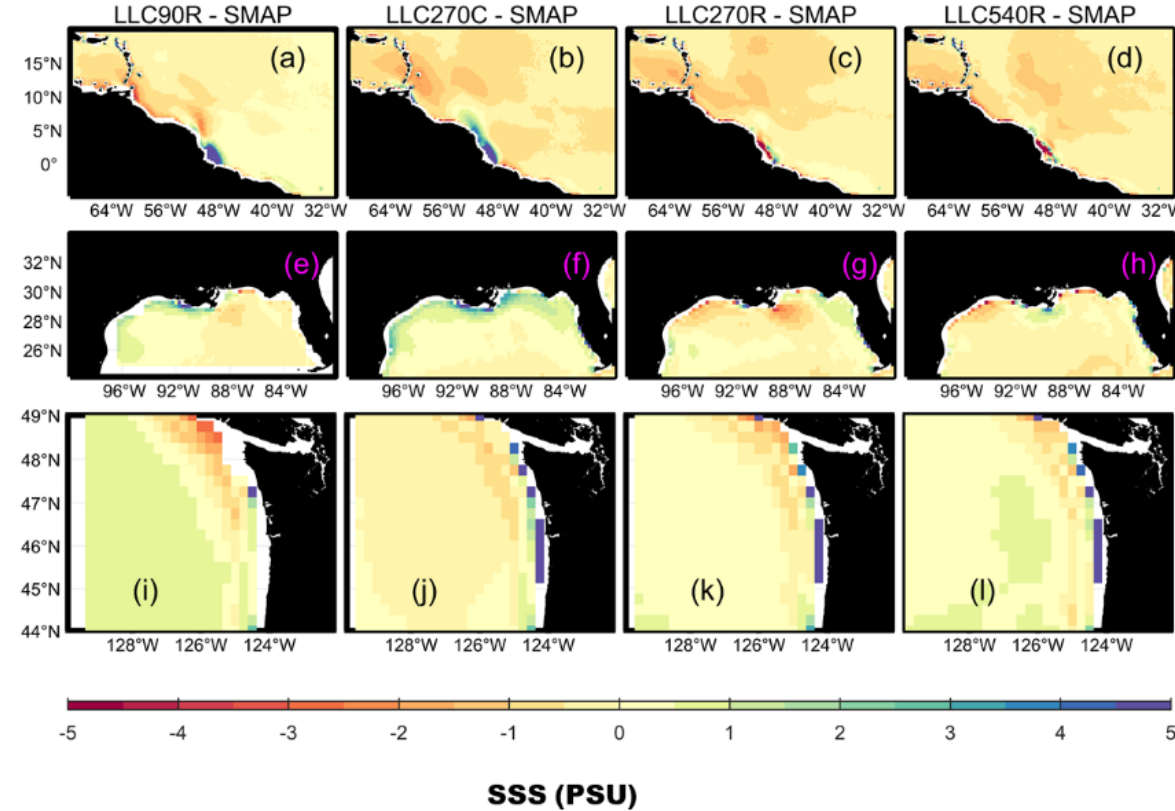 LLC90R - SMAP LLC270C - SMAP LLC270R - SMAP LLC540R - SMAP
(a) (b) (c) (d)
15°N
10°N
5°N
0°
64°W 56°W 48°W 40°W 32°W 64°W 56°W 48°W 40°W 32°W 64°W 56°W 48°W 40°W 32°W 64°W 56°W 48°W 40°W 32°W
(e) (f) (g) (h)
32°N
30°N
28°N
26°N
96°W 92°W 88°W 84°W 96°W 92°W 88°W 84°W 96°W 92°W 88°W 84°W 96°W 92°W 88°W 84°W
49°N
48°N
47°N
46°N
45°N
44°N
(i) (j) (k) (l)
128°W 126°W 124°W 128°W 126°W 124°W 128°W 126°W 124°W 128°W 126°W 124°W
-5 -4 -3 -2 -1 0 1 2 3 4 5
SSS (PSU)